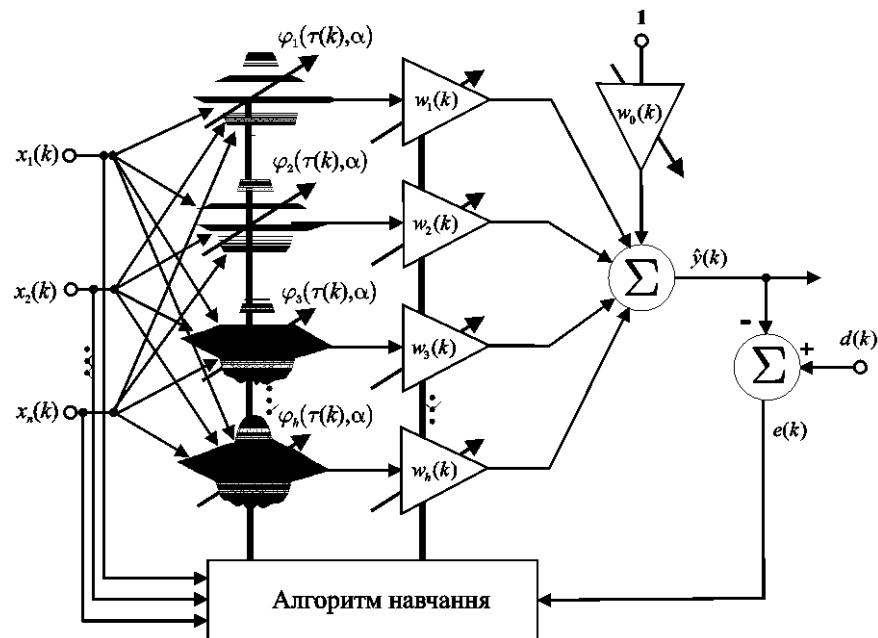 1
φ₁(τ(k),α)
w₁(k)
w₀(k)
x₁(k)
φ₂(τ(k),α)
w₂(k)
Σ
ŷ(k)
x₂(k)
φ₃(τ(k),α)
w₃(k)
-
Σ
+
d(k)
xₙ(k)
φₕ(τ(k),α)
e(k)
wₕ(k)
Алгоритм навчання